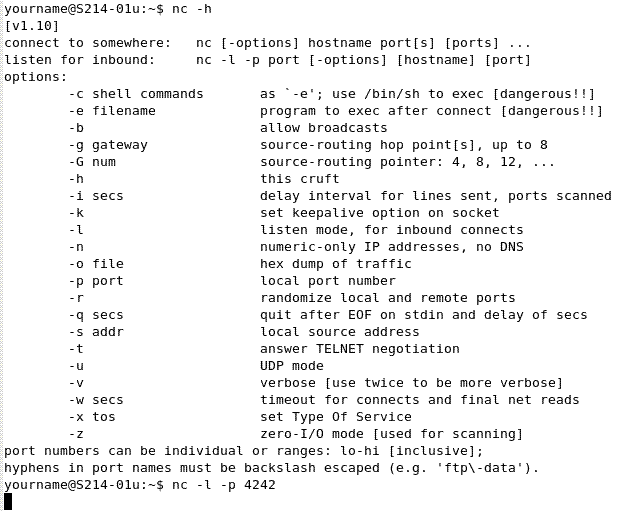 yourname@S214-01u:~$ nc -h
[v1.10]
connect to somewhere:   nc [-options] hostname port[s] [ports] ...
listen for inbound:     nc -l -p port [-options] [hostname] [port]
options:
        -c shell commands       as `-e'; use /bin/sh to exec [dangerous!!]
        -e filename             program to exec after connect [dangerous!!]
        -b                      allow broadcasts
        -g gateway              source-routing hop point[s], up to 8
        -G num                  source-routing pointer: 4, 8, 12, ...
        -h                      this cruft
        -i secs                 delay interval for lines sent, ports scanned
        -k                      set keepalive option on socket
        -l                      listen mode, for inbound connects
        -n                      numeric-only IP addresses, no DNS
        -o file                 hex dump of traffic
        -p port                 local port number
        -r                      randomize local and remote ports
        -q secs                 quit after EOF on stdin and delay of secs
        -s addr                 local source address
        -t                      answer TELNET negotiation
        -u                      UDP mode
        -v                      verbose [use twice to be more verbose]
        -w secs                 timeout for connects and final net reads
        -x tos                  set Type Of Service
        -z                      zero-I/O mode [used for scanning]
port numbers can be individual or ranges: lo-hi [inclusive];
hyphens in port names must be backslash escaped (e.g. 'ftp\-data').
yourname@S214-01u:~$ nc -l -p 4242